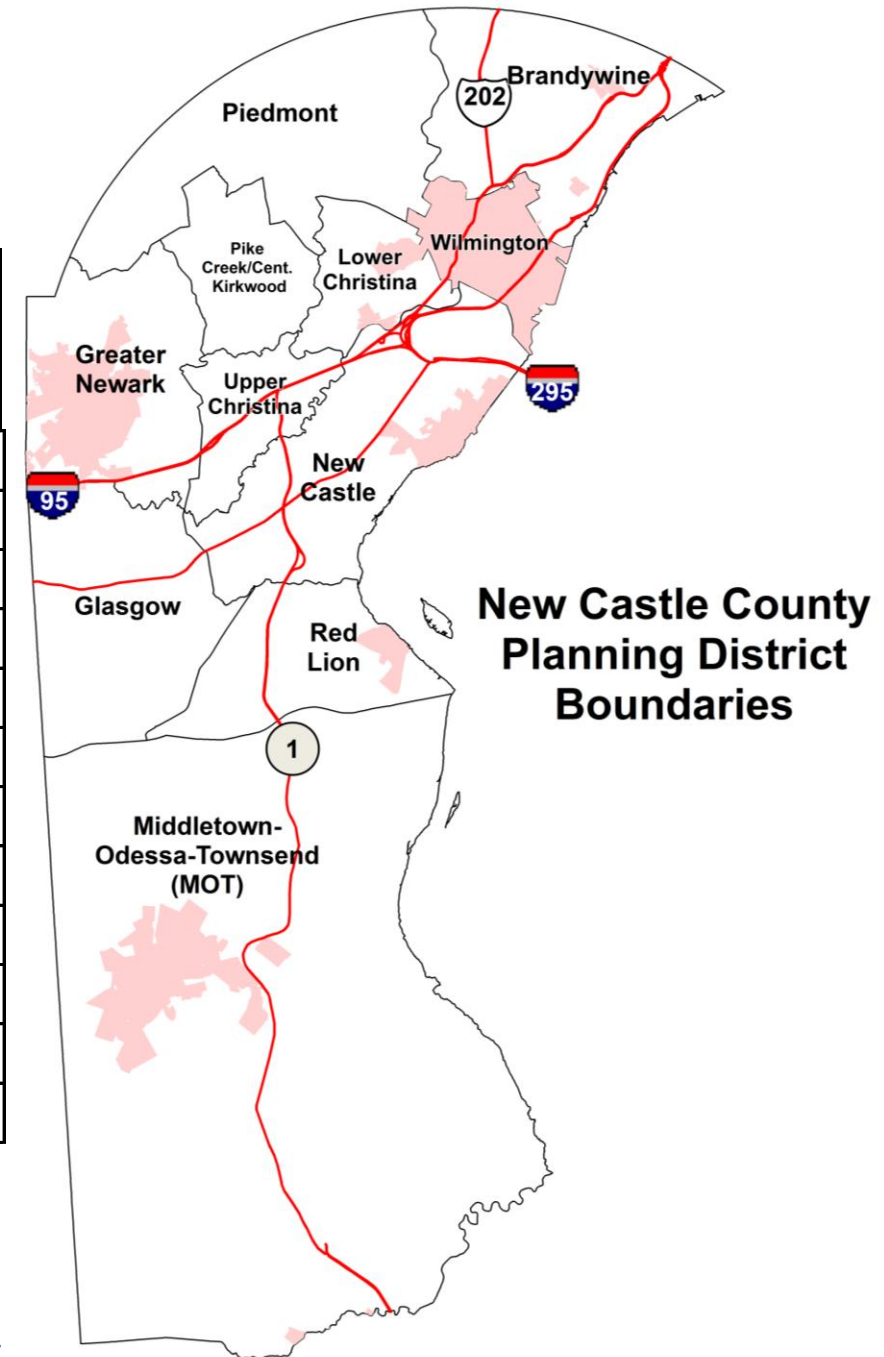 Brandywine
202
Piedmont
Wilmington
Pike
Creek/Cent.
Kirkwood
Lower
Christina
Greater
Newark
Upper
Christina
295
New
Castle
95
Glasgow
Red
Lion
New Castle County
Planning District
Boundaries
1
Middletown-
Odessa-Townsend
(MOT)